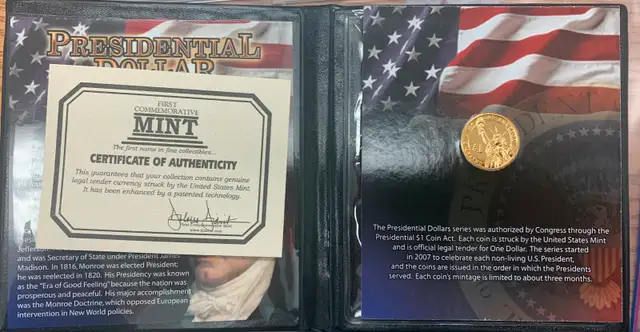 PRESIDENTIAL
DOLLAR
FIRST
COMMEMORATIVE
MINT
The first name in fine collectibles...
CERTIFICATE OF AUTHENTICITY
This guarantees that your collection contains genuine
legal tender currency struck by the United States Mint.
It has been enhanced by a patented technology.
First Commemorative Mint
Jefferson
and was Secretary of State under President James
Madison. In 1816, Monroe was elected President;
he was reelected in 1820. His Presidency was known
as the "Era of Good Feeling" because the nation was
prosperous and peaceful. His major accomplishment
was the Monroe Doctrine, which opposed European
intervention in New World policies.
$1
PRESIDENT
The Presidential Dollars series was authorized by Congress through the
Presidential $1 Coin Act. Each coin is struck by the United States Mint
and is official legal tender for One Dollar. The series started
in 2007 to celebrate each non-living U.S. President,
and the coins are issued in the order in which the Presidents
served. Each coin's mintage is limited to about three months.